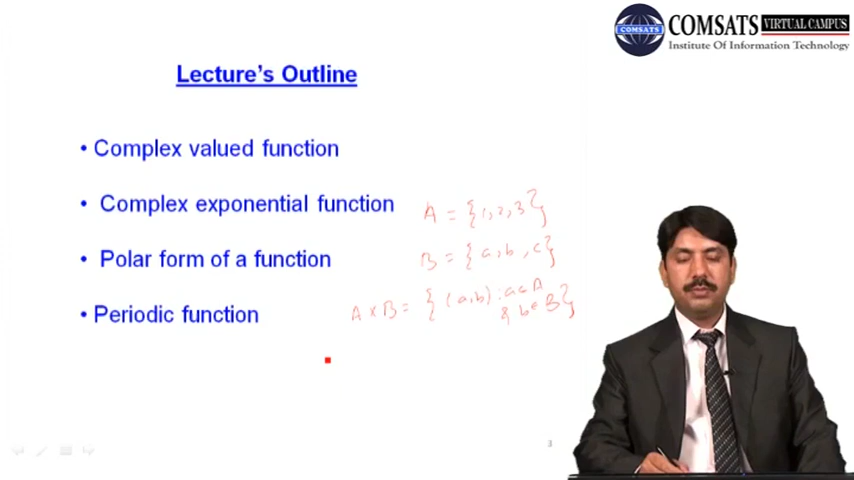 COMSATS VIRTUAL CAMPUS
Institute Of Information Technology
COMSATS
Lecture's Outline
• Complex valued function
• Complex exponential function
• Polar form of a function
• Periodic function
A = {1, 2, 3}
B = {a, b, c}
A × B = {(a, b) : a ∈ A
& b ∈ B}